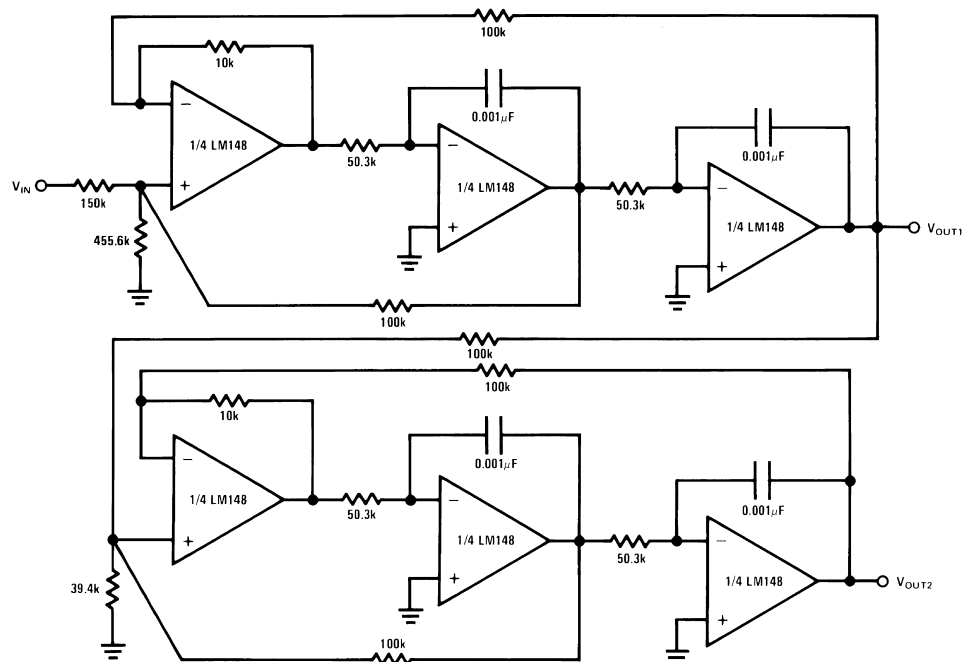 100k
10k
0.001μF
−
1/4 LM148
+
50.3k
−
1/4 LM148
+
0.001μF
50.3k
−
1/4 LM148
+
VIN
150k
455.6k
VOUT1
100k
100k
100k
10k
0.001μF
−
1/4 LM148
+
50.3k
−
1/4 LM148
+
0.001μF
50.3k
−
1/4 LM148
+
39.4k
VOUT2
100k